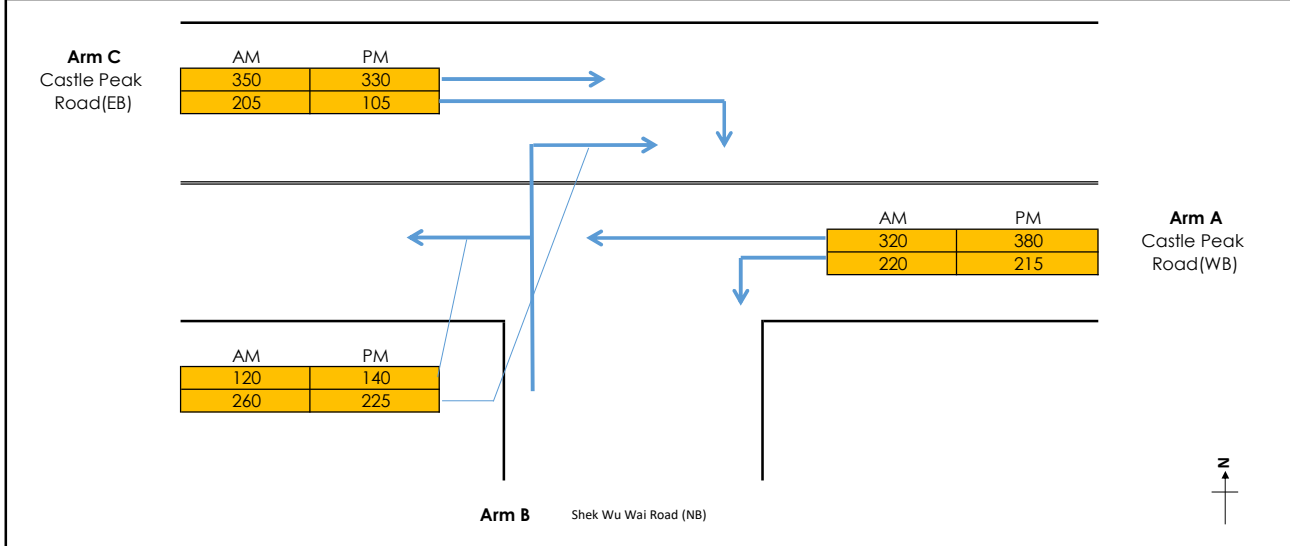 Arm C
Castle Peak
Road(EB)
AM PM
350 330
205 105
AM PM
320 380
220 215
Arm A
Castle Peak
Road(WB)
AM PM
120 140
260 225
Arm B Shek Wu Wai Road (NB)
N